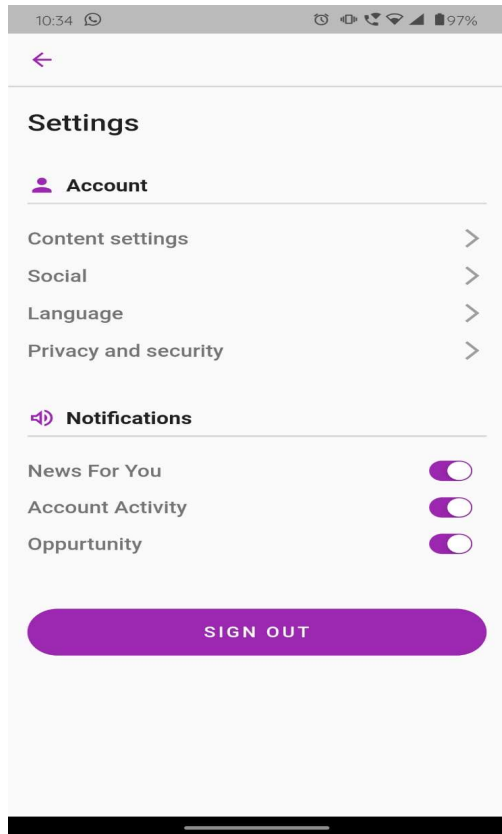 10:34 97%
Settings
Account
Content settings
Social
Language
Privacy and security
Notifications
News For You
Account Activity
Oppurtunity
SIGN OUT